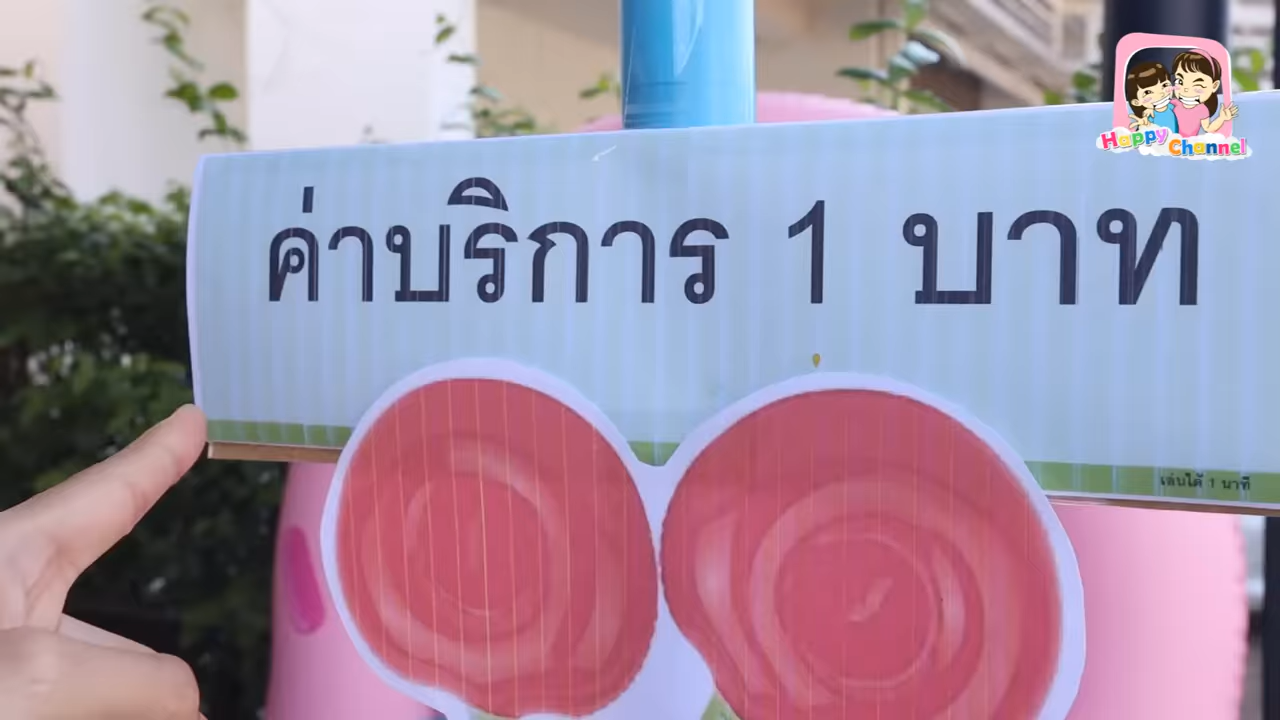 Happy Channel
ค่าบริการ 1 บาท
เล่นได้ 1 นาที